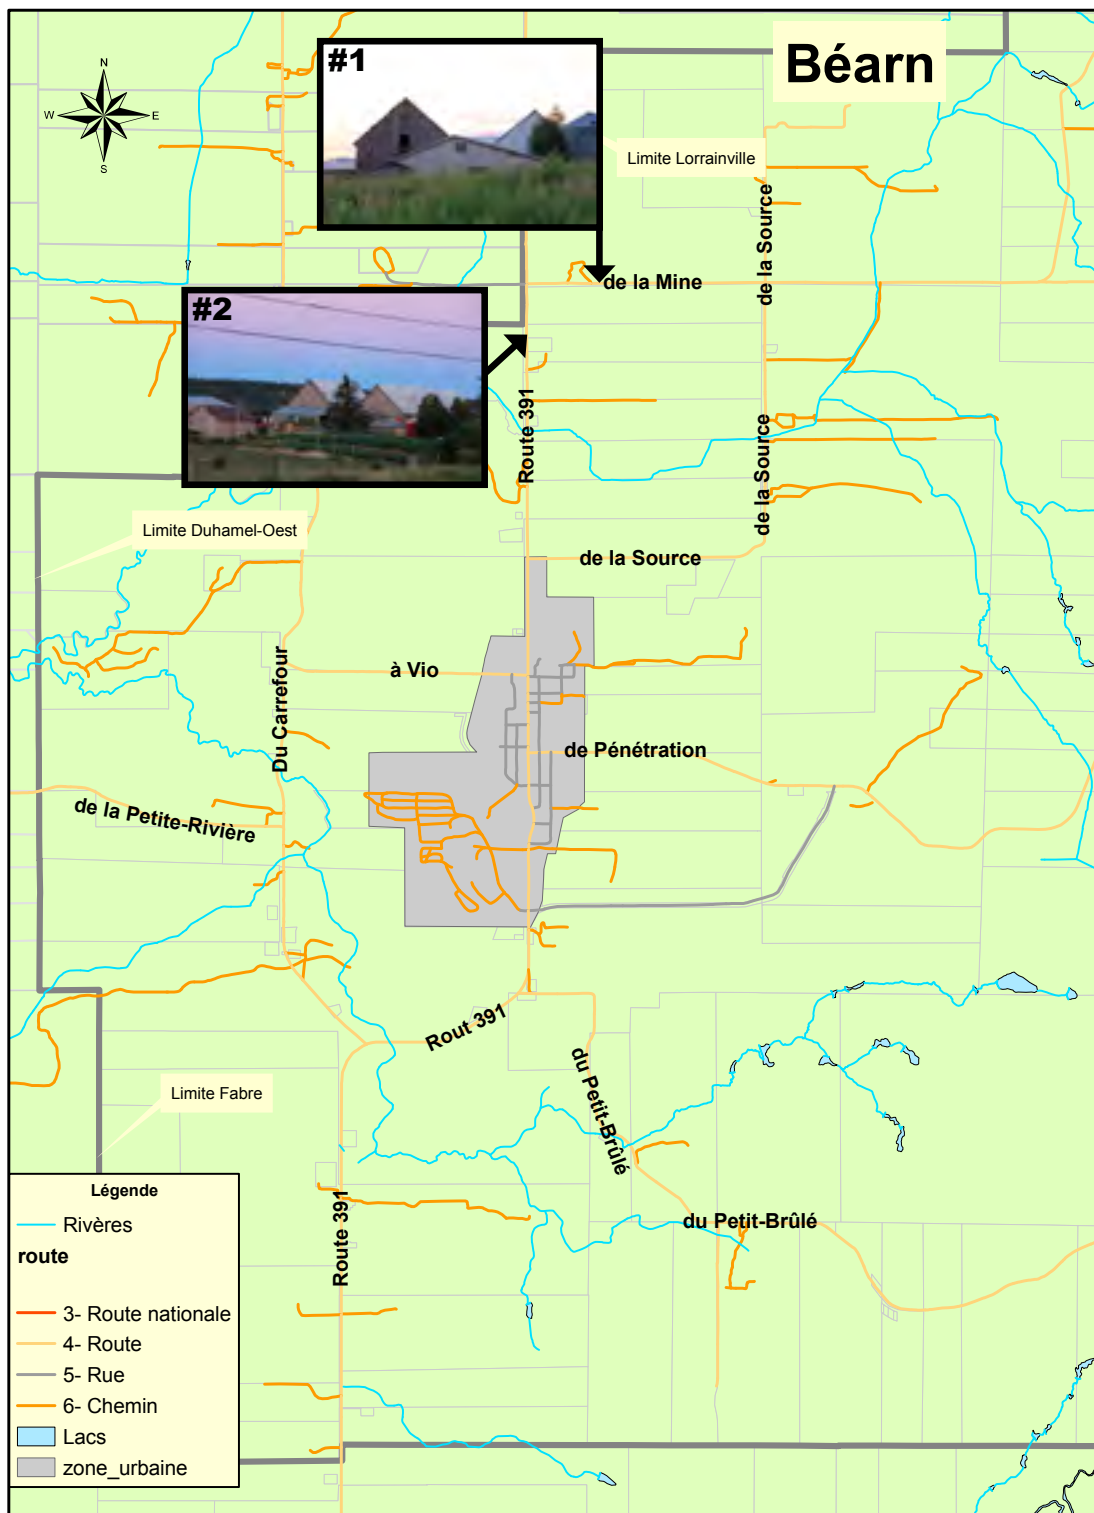 Béarn
#1
N
W
E
S
Limite Lorrainville
de la Source
de la Mine
#2
Route 391
de la Source
Limite Duhamel-Oest
de la Source
Du Carrefour
à Vio
de Pénétration
de la Petite-Rivière
Rout 391
du Petit-Brûlé
Limite Fabre
Route 391
du Petit-Brûlé
Légende
Rivères
route
3- Route nationale
4- Route
5- Rue
6- Chemin
Lacs
zone_urbaine